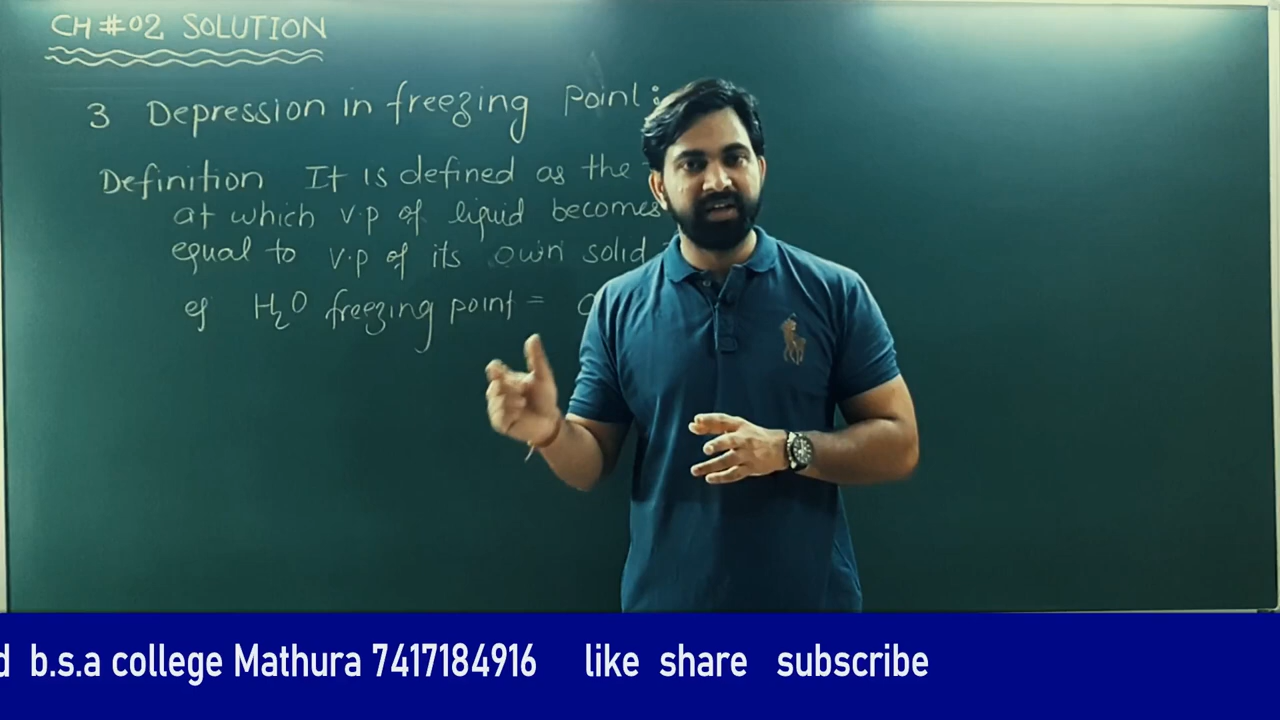 CH #02 SOLUTION
3 Depression in freezing point :
Definition It is defined as the
at which v.p of liquid becomes
equal to v.p of its own solid
eg H2O freezing point =
b.s.a college Mathura 7417184916 like share subscribe